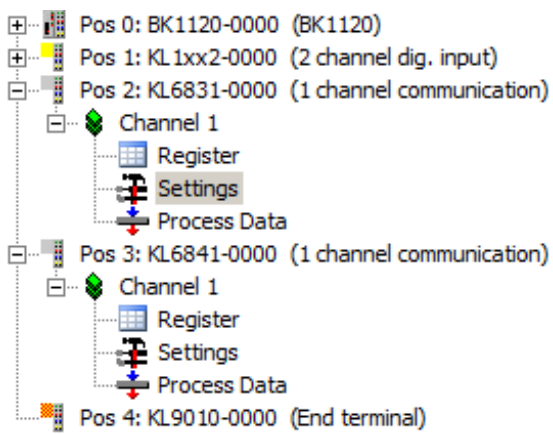 Pos 0: BK1120-0000 (BK1120)
Pos 1: KL1xx2-0000 (2 channel dig. input)
Pos 2: KL6831-0000 (1 channel communication)
Channel 1
Register
Settings
Process Data
Pos 3: KL6841-0000 (1 channel communication)
Channel 1
Register
Settings
Process Data
Pos 4: KL9010-0000 (End terminal)